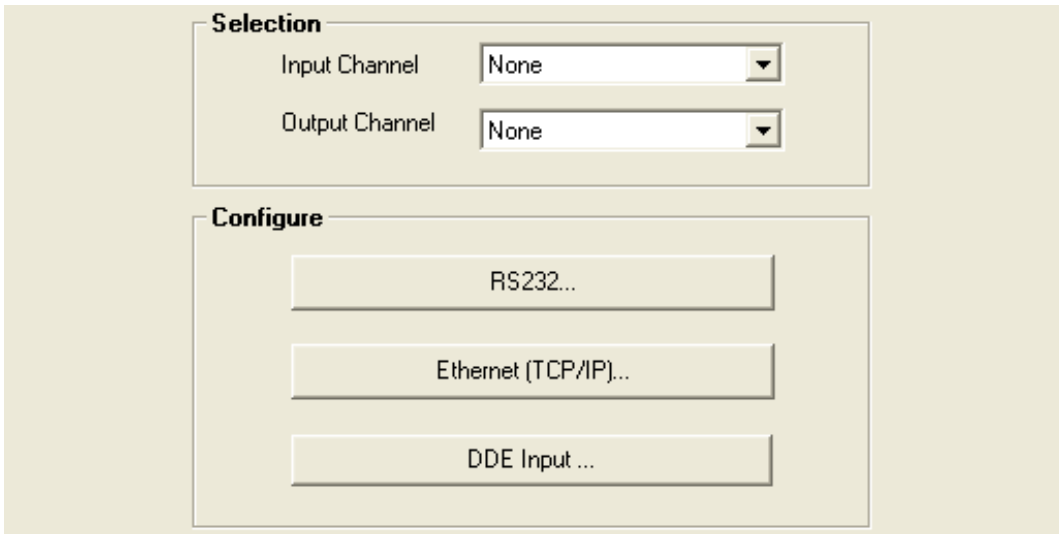 Selection
Input Channel None
Output Channel None
Configure
RS232...
Ethernet (TCP/IP)...
DDE Input ...